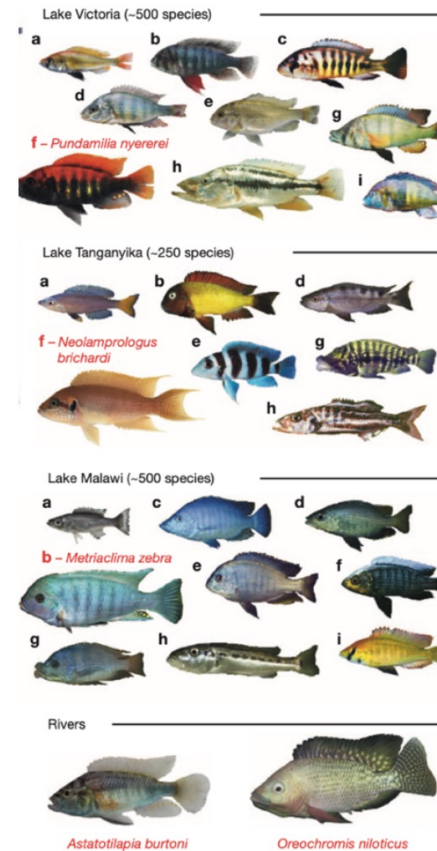 Lake Victoria (~500 species)
a
b
c
d
e
g
f – Pundamilia nyererei
h
i
Lake Tanganyika (~250 species)
a
b
d
f – Neolamprologus
brichardi
e
g
h
Lake Malawi (~500 species)
a
c
d
b – Metriaclima zebra
e
f
g
h
i
Rivers
Astatotilapia burtoni
Oreochromis niloticus